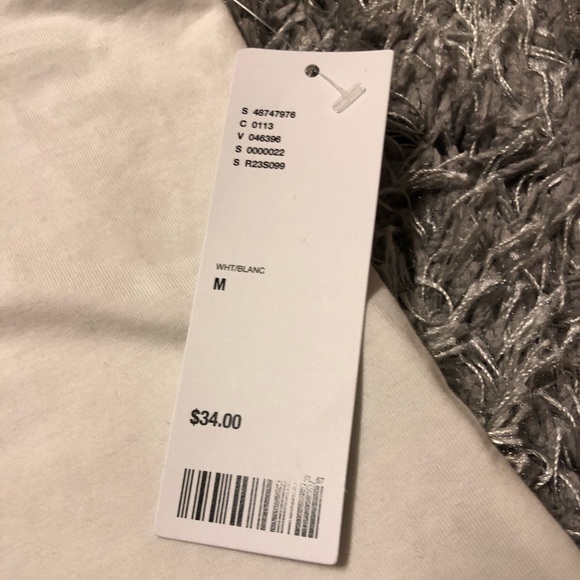 S 48747976
C 0113
V 046396
S 0000022
S R23S099
WHT/BLANC
M
$34.00